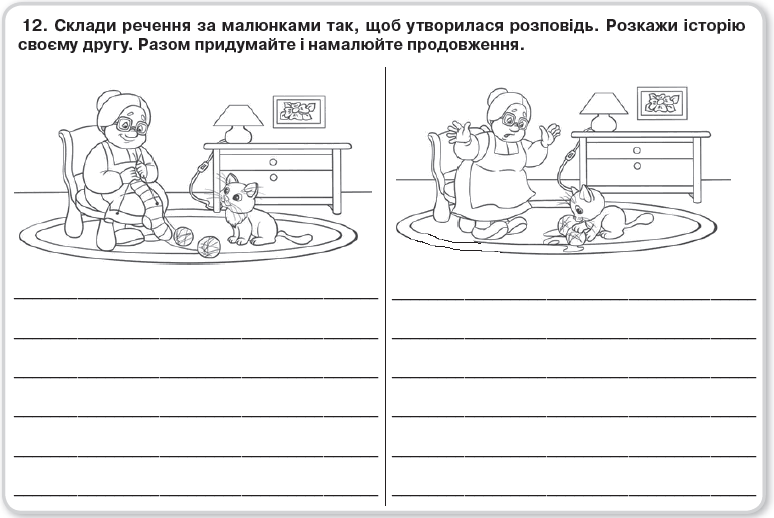 12. Склади речення за малюнками так, щоб утворилася розповідь. Розкажи історію
своєму другу. Разом придумайте і намалюйте продовження.